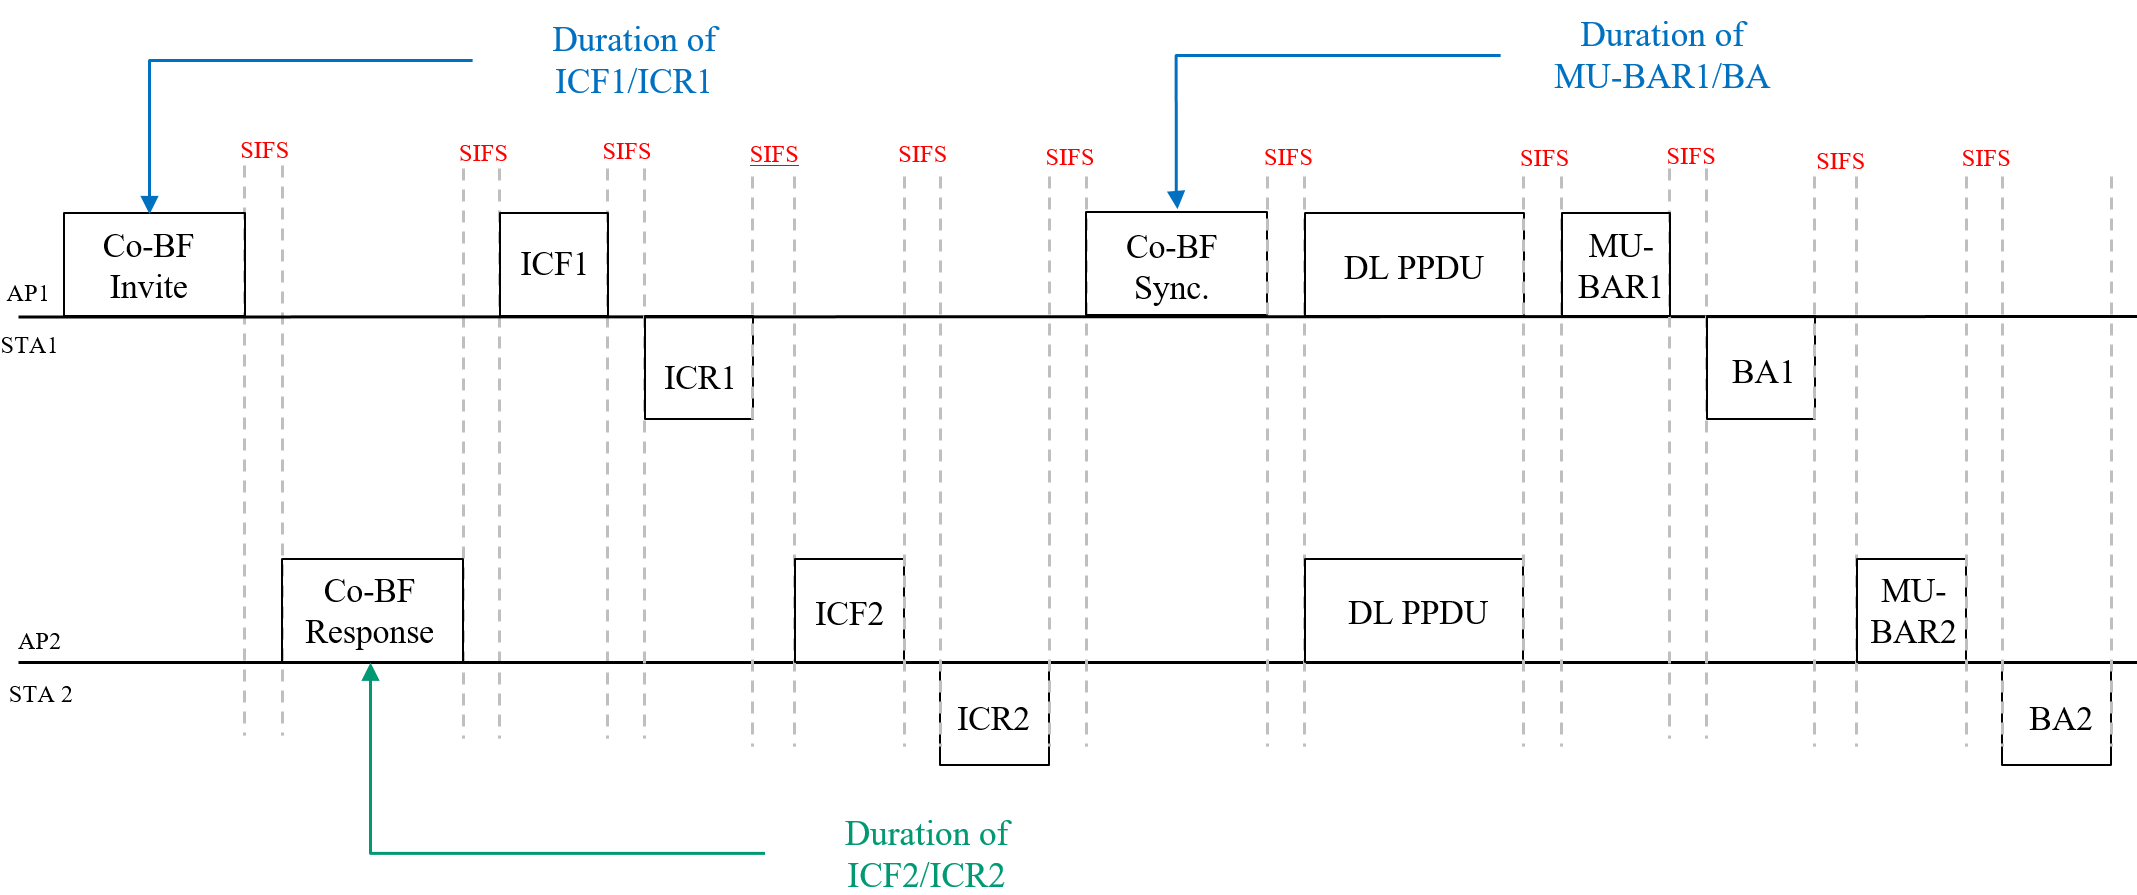 Duration of
ICF1/ICR1
Duration of
MU-BAR1/BA
SIFS
SIFS
SIFS
SIFS
SIFS
SIFS
SIFS
SIFS
SIFS
SIFS
SIFS
AP1
Co-BF
Invite
ICF1
Co-BF
Sync.
DL PPDU
MU-
BAR1
STA1
ICR1
BA1
AP2
Co-BF
Response
ICF2
DL PPDU
MU-
BAR2
STA 2
ICR2
BA2
Duration of
ICF2/ICR2